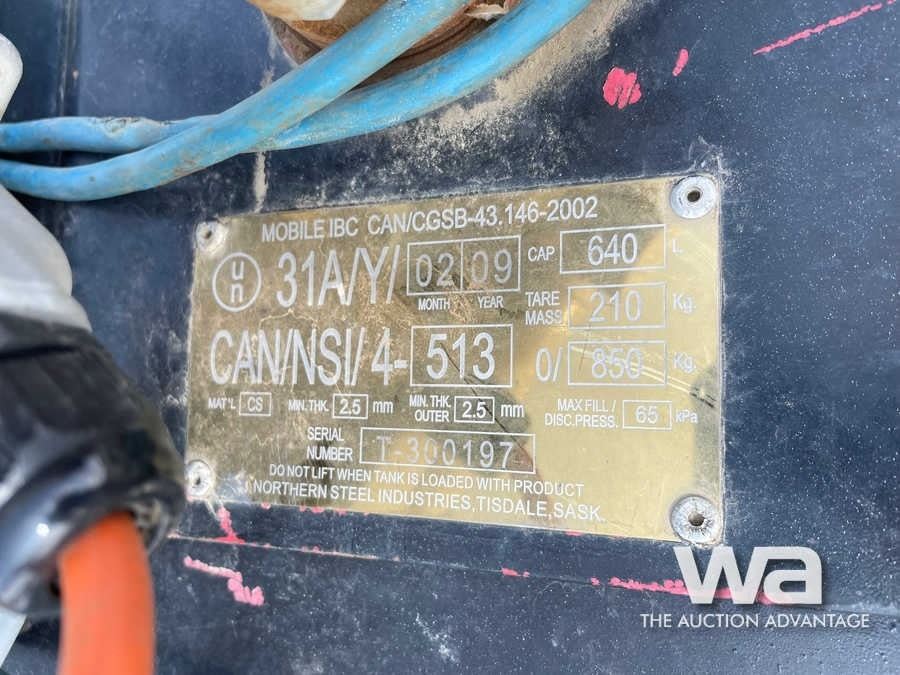 MOBILE IBC CAN/CGSB-43.146-2002
un 31A/Y/ 02 09 CAP 640 L
MONTH YEAR
TARE MASS 210 Kg.
CAN/NSI/4- 513 0/ 850 Kg.
MAT'L CS MIN. THK. 2.5 mm MIN. THK. OUTER 2.5 mm MAX FILL / DISC.PRESS. 65 kPa
SERIAL NUMBER T-300197
DO NOT LIFT WHEN TANK IS LOADED WITH PRODUCT
NORTHERN STEEL INDUSTRIES, TISDALE, SASK.
wa
THE AUCTION ADVANTAGE